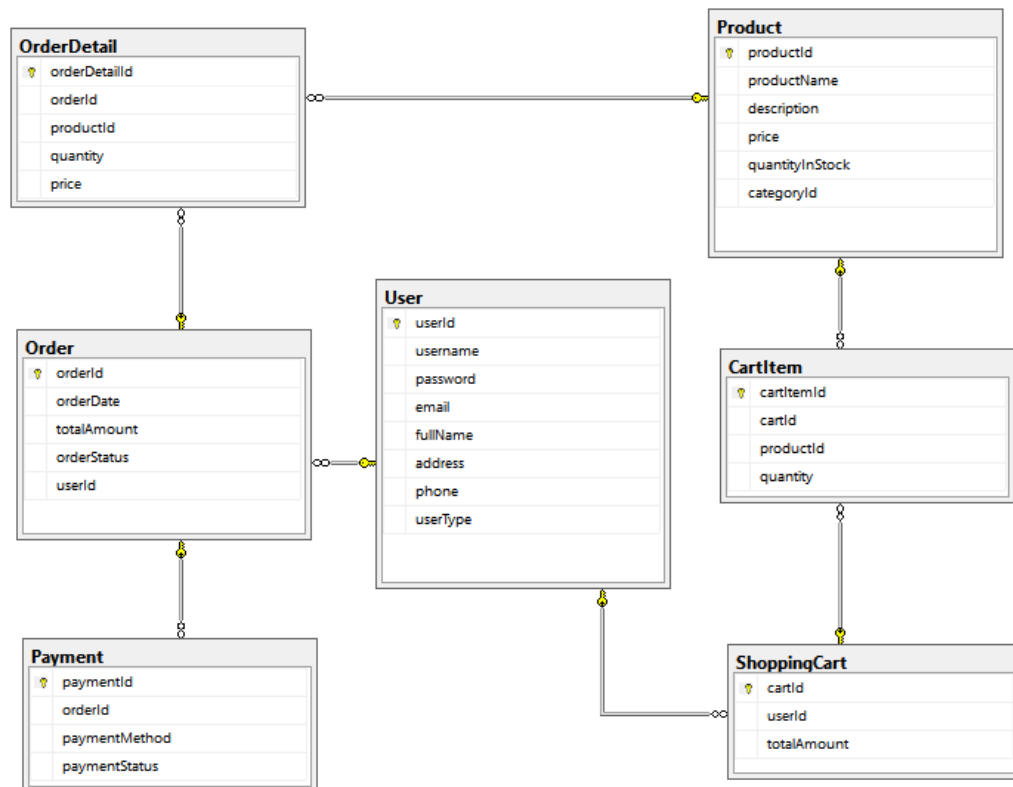 OrderDetail
orderDetailId
orderId
productId
quantity
price
Product
productId
productName
description
price
quantityInStock
categoryId
User
userId
username
password
email
fullName
address
phone
userType
Order
orderId
orderDate
totalAmount
orderStatus
userId
CartItem
cartItemId
cartId
productId
quantity
Payment
paymentId
orderId
paymentMethod
paymentStatus
ShoppingCart
cartId
userId
totalAmount